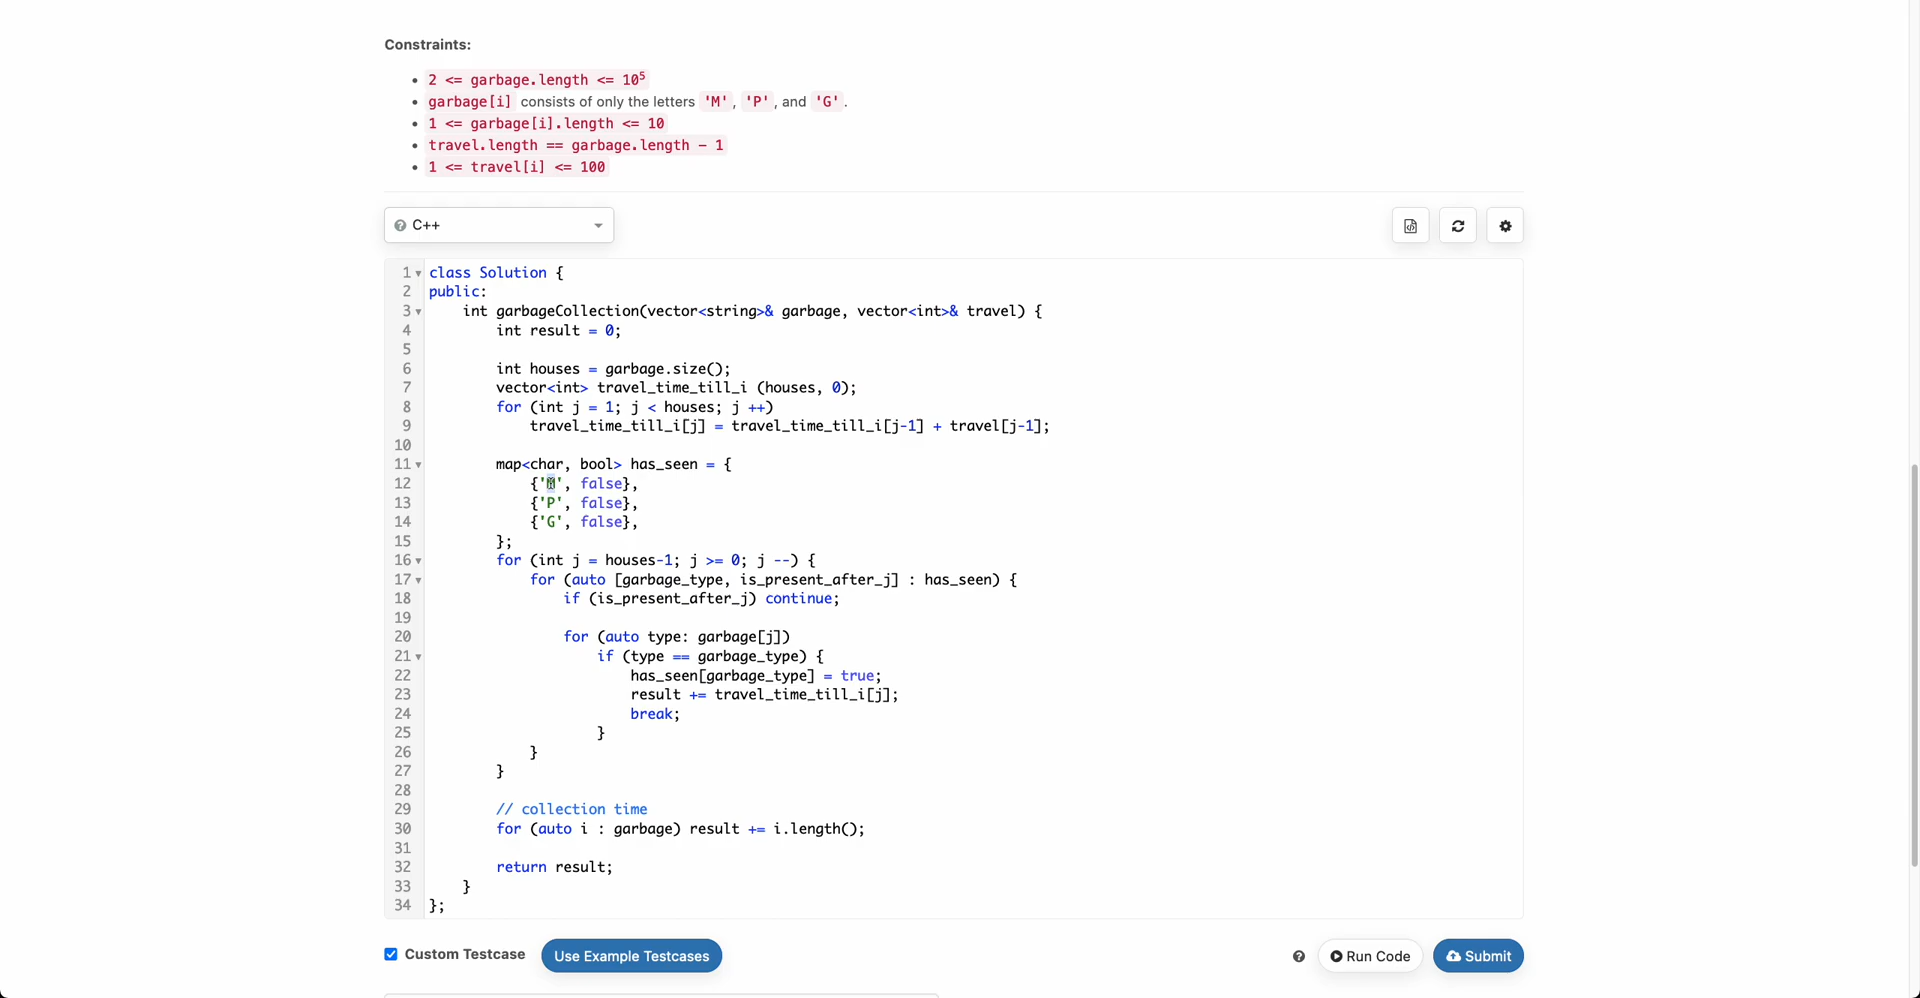 Constraints:
• 2 <= garbage.length <= 10⁵
• garbage[i] consists of only the letters 'M', 'P', and 'G'.
• 1 <= garbage[i].length <= 10
• travel.length == garbage.length - 1
• 1 <= travel[i] <= 100
C++
1 class Solution {
2 public:
3     int garbageCollection(vector<string>& garbage, vector<int>& travel) {
4         int result = 0;
5
6         int houses = garbage.size();
7         vector<int> travel_time_till_i (houses, 0);
8         for (int j = 1; j < houses; j ++)
9             travel_time_till_i[j] = travel_time_till_i[j-1] + travel[j-1];
10
11         map<char, bool> has_seen = {
12             {'M', false},
13             {'P', false},
14             {'G', false},
15         };
16         for (int j = houses-1; j >= 0; j --) {
17             for (auto [garbage_type, is_present_after_j] : has_seen) {
18                 if (is_present_after_j) continue;
19
20                 for (auto type: garbage[j])
21                     if (type == garbage_type) {
22                         has_seen[garbage_type] = true;
23                         result += travel_time_till_i[j];
24                         break;
25                     }
26             }
27         }
28
29         // collection time
30         for (auto i : garbage) result += i.length();
31
32         return result;
33     }
34 };
Custom Testcase Use Example Testcases Run Code Submit